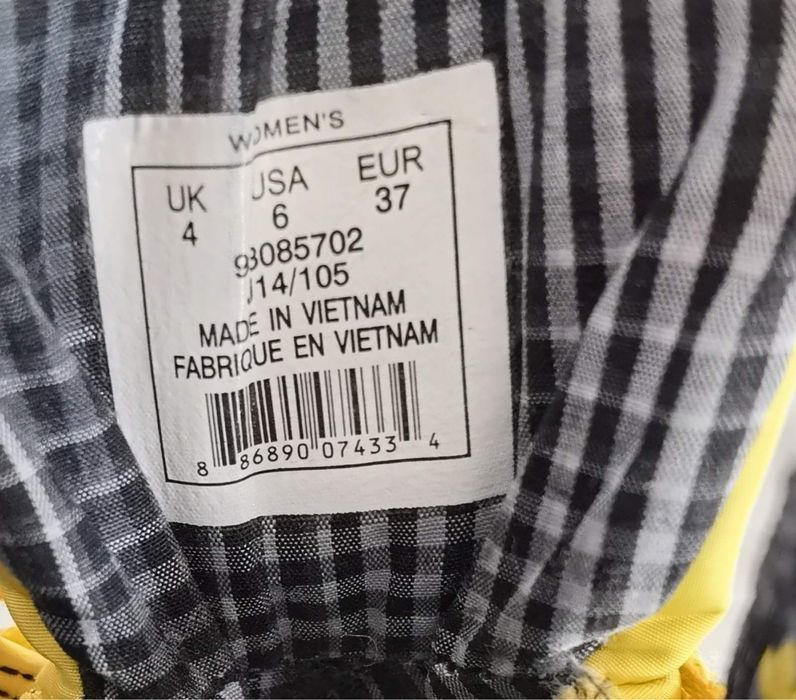 WOMEN'S
UK USA EUR
4 6 37
93085702
J14/105
MADE IN VIETNAM
FABRIQUE EN VIETNAM
8 86890 07433 4